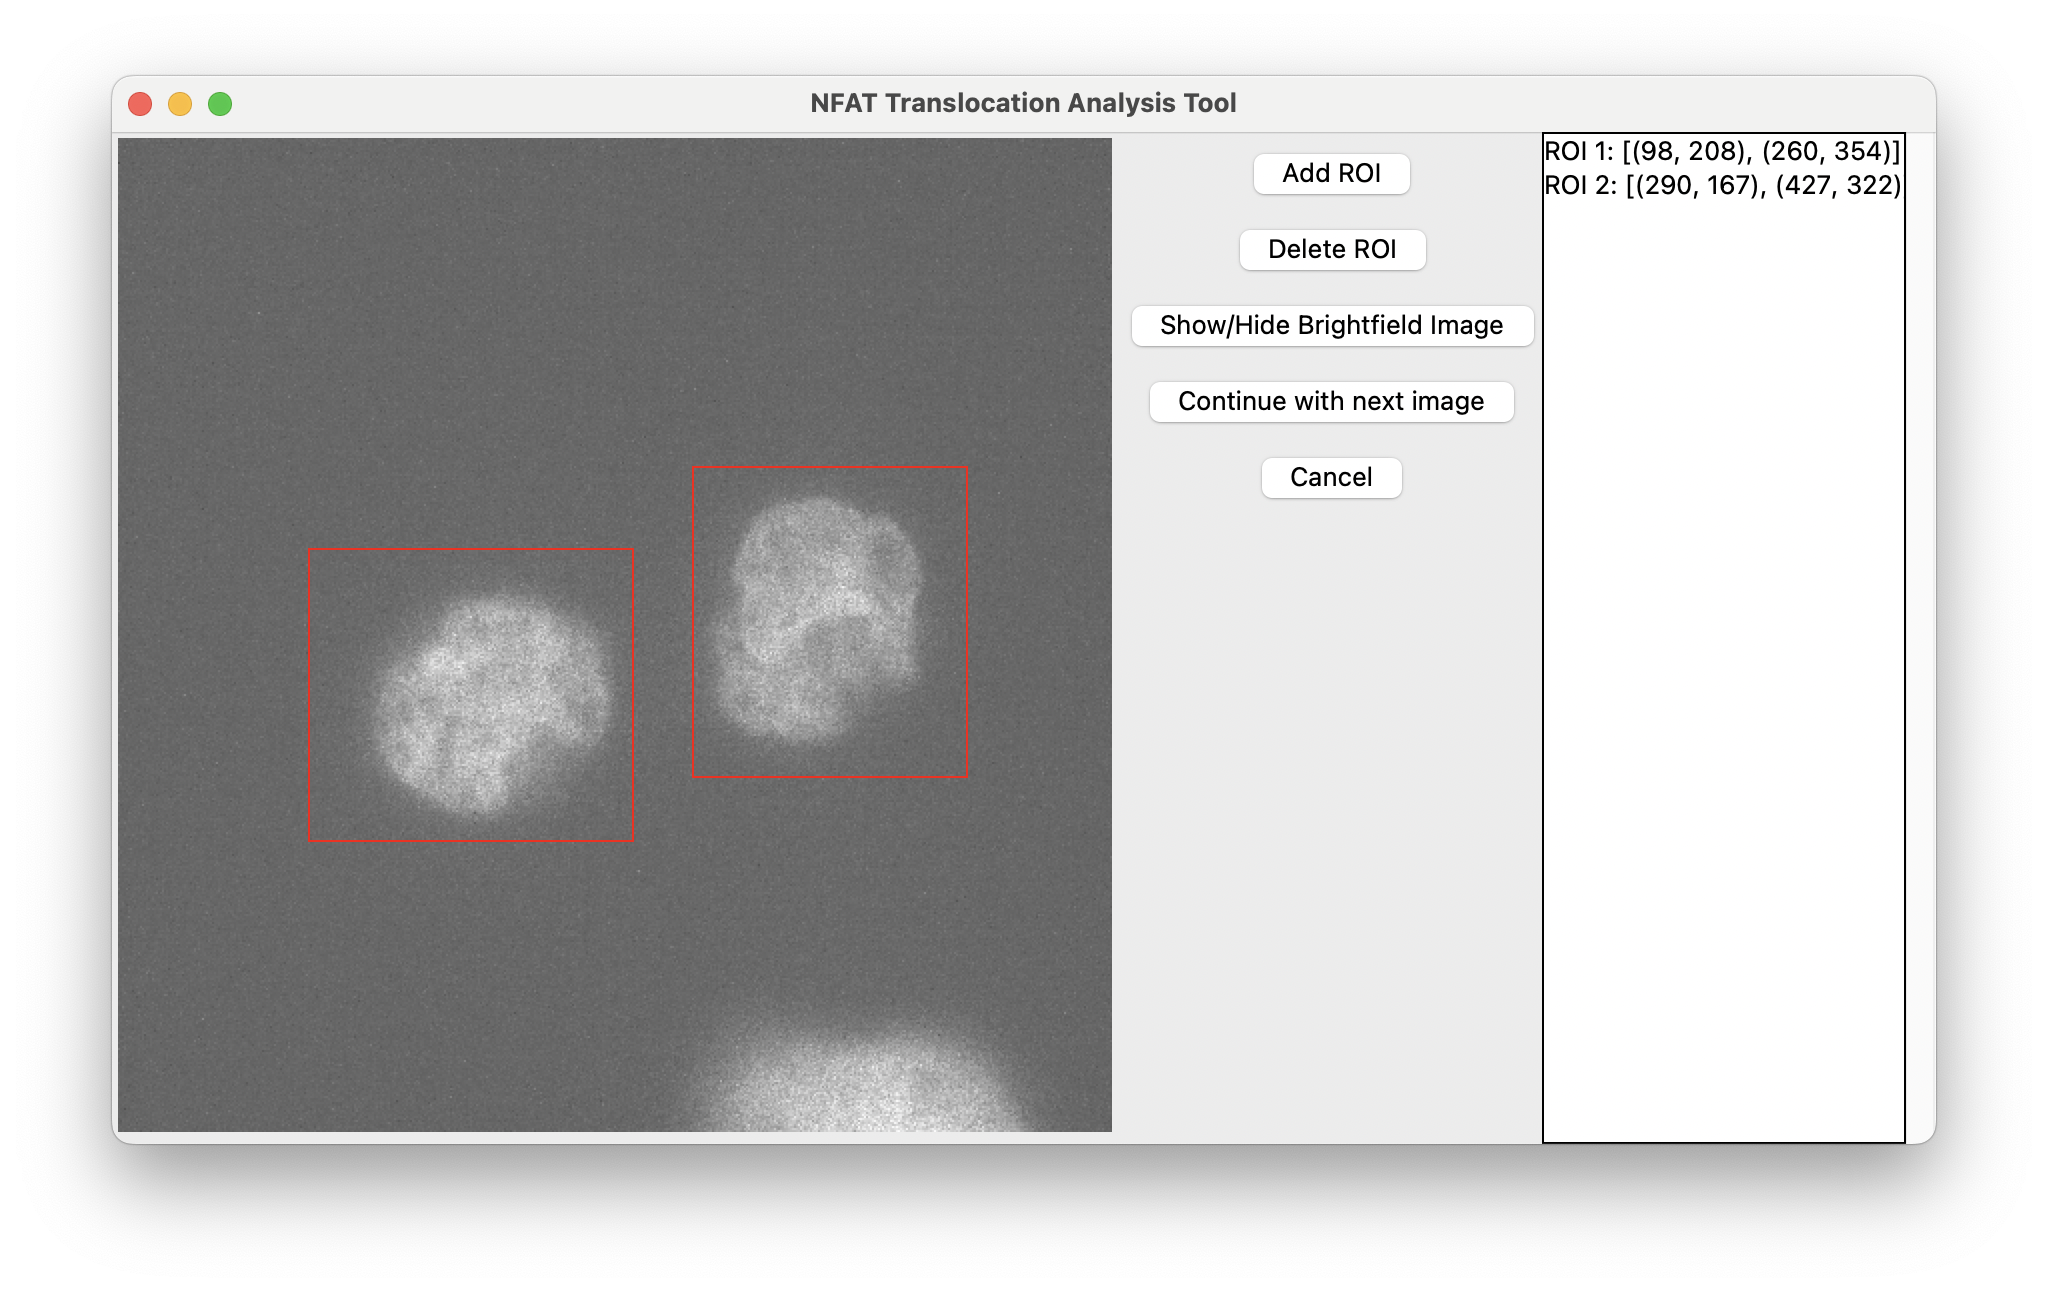 NFAT Translocation Analysis Tool
Add ROI
Delete ROI
Show/Hide Brightfield Image
Continue with next image
Cancel
ROI 1: [(98, 208), (260, 354)]
ROI 2: [(290, 167), (427, 322)